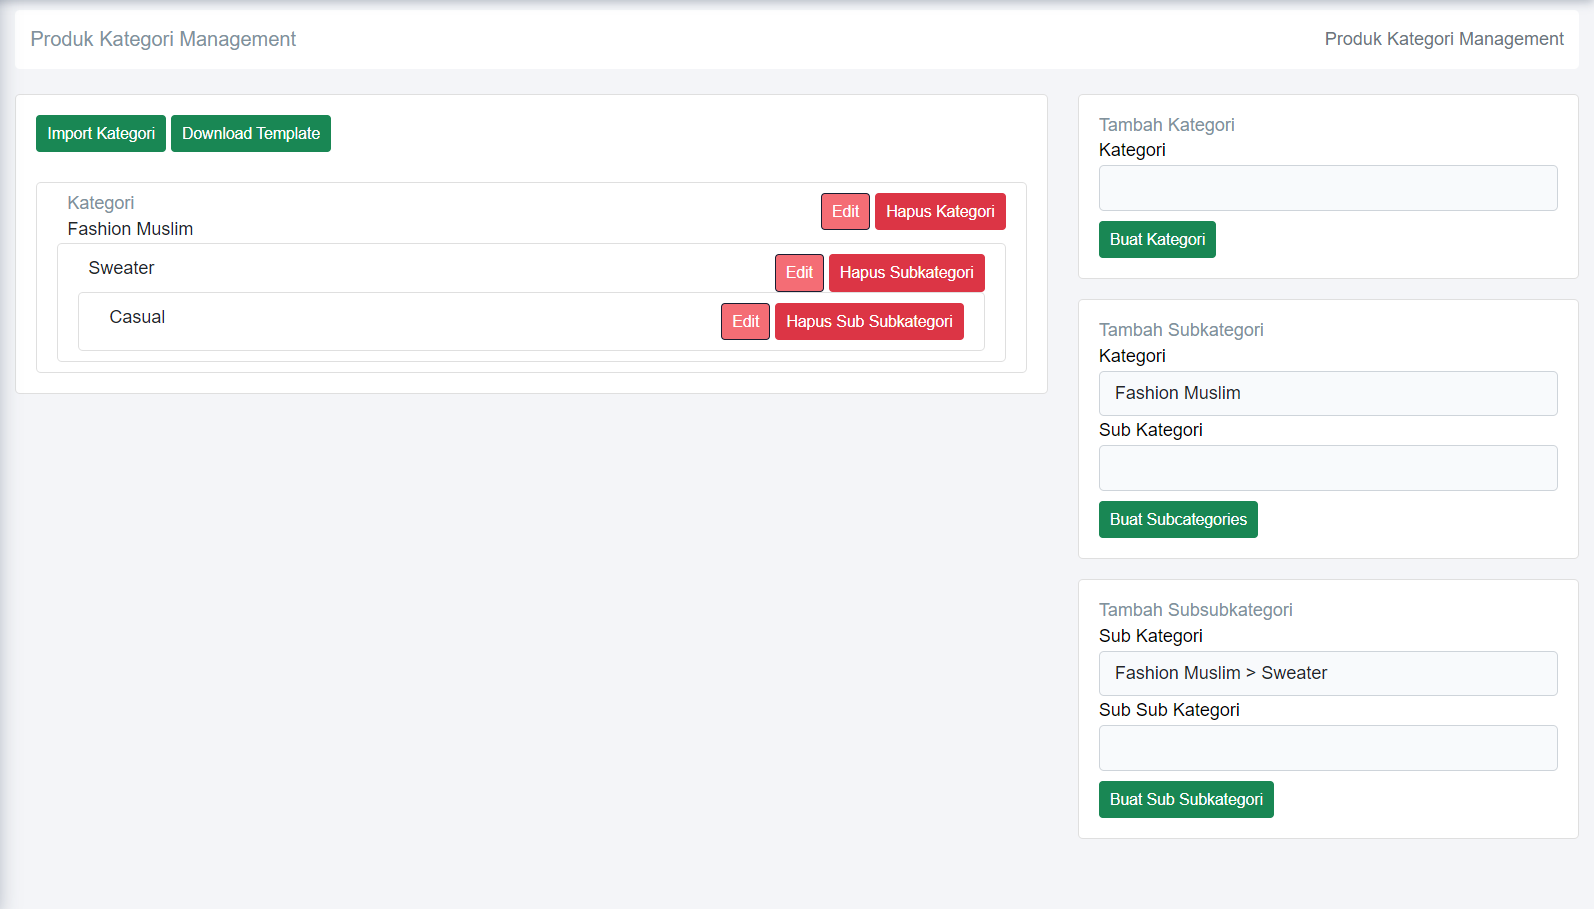 Produk Kategori Management
Produk Kategori Management
Import Kategori
Download Template
Kategori
Fashion Muslim
Edit
Hapus Kategori
Sweater
Edit
Hapus Subkategori
Casual
Edit
Hapus Sub Subkategori
Tambah Kategori
Kategori
Buat Kategori
Tambah Subkategori
Kategori
Fashion Muslim
Sub Kategori
Buat Subcategories
Tambah Subsubkategori
Sub Kategori
Fashion Muslim > Sweater
Sub Sub Kategori
Buat Sub Subkategori